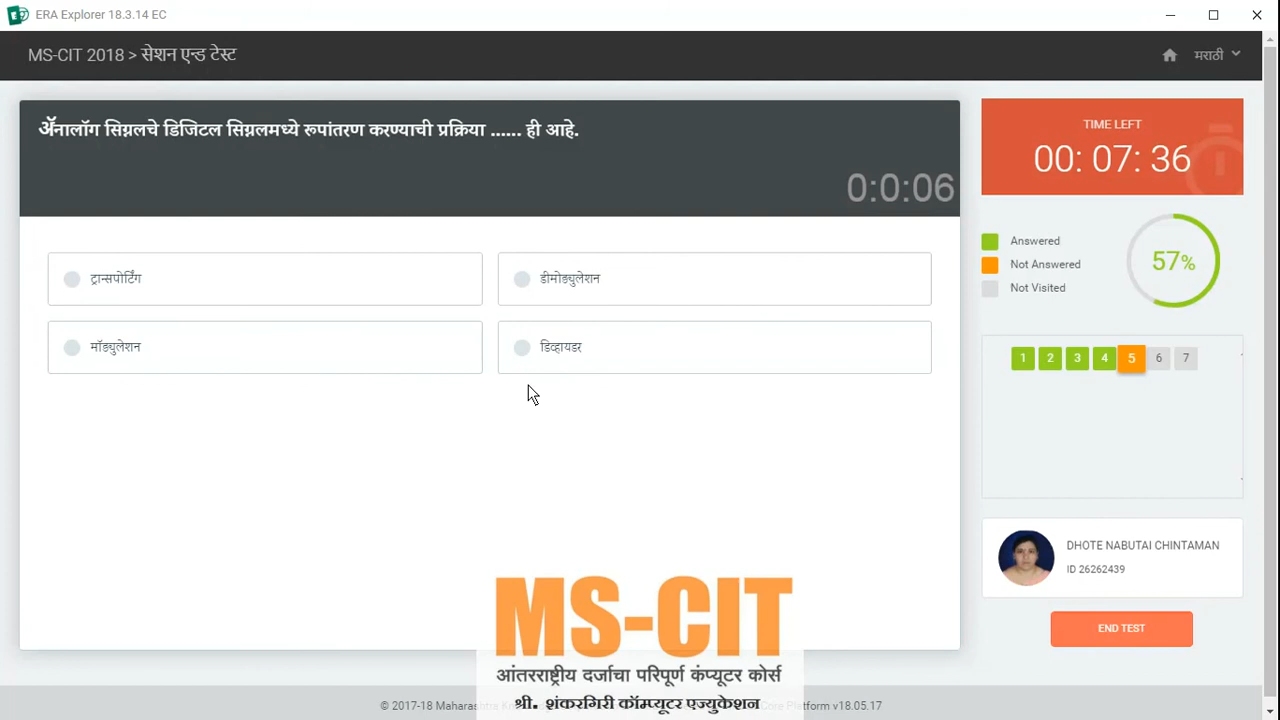 ERA Explorer 18.3.14 EC
MS-CIT 2018 > सेशन एन्ड टेस्ट
मराठी
ॲनालॉग सिग्नलचे डिजिटल सिग्नलमध्ये रूपांतरण करण्याची प्रक्रिया ...... ही आहे.
0:0:06
ट्रान्सपोर्टिंग
डीमोड्युलेशन
मॉड्युलेशन
डिव्हायडर
TIME LEFT
00: 07: 36
Answered
Not Answered
Not Visited
57%
1 2 3 4 5 6 7
DHOTE NABUTAI CHINTAMAN
ID 26262439
END TEST
MS-CIT
आंतरराष्ट्रीय दर्जाचा परिपूर्ण कंप्यूटर कोर्स
श्री. शंकरगिरी कॉम्प्यूटर एज्युकेशन
© 2017-18 Maharashtra Core Platform v18.05.17